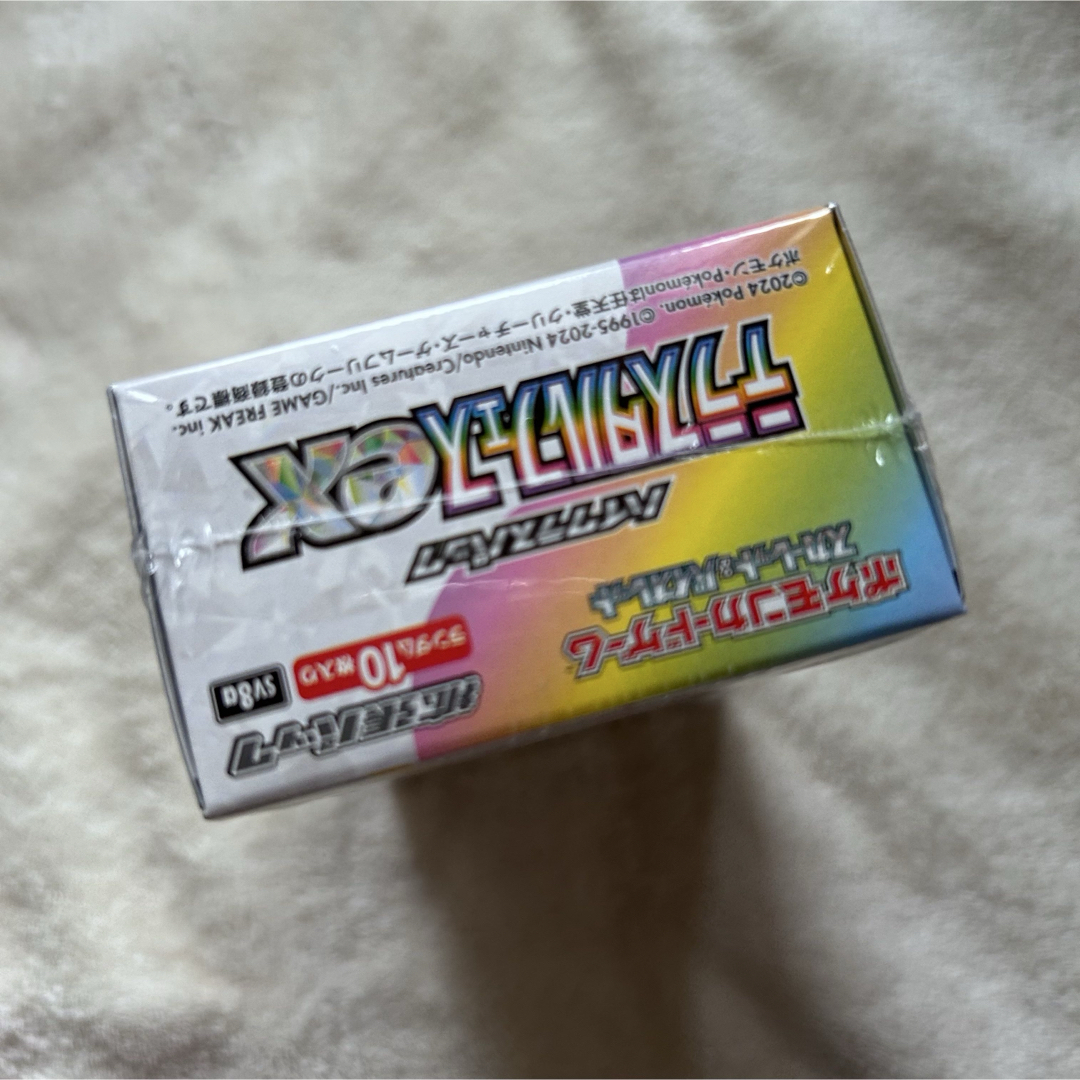 ポケモンカードゲーム
スカーレット&バイオレット
拡張パック
ランダム10枚入り
sv8a
ハイクラスパック
テラスタルフェスex
©2024 Pokémon. ©1995-2024 Nintendo/Creatures Inc./GAME FREAK inc.
ポケモン・Pokémonは任天堂・クリーチャーズ・ゲームフリークの登録商標です。